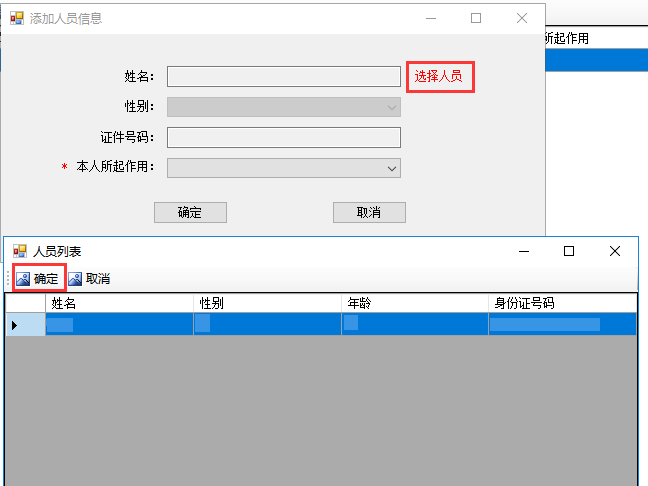 添加人员信息
所起作用
姓名： 选择人员
性别：
证件号码：
* 本人所起作用：
确定 取消
人员列表
确定 取消
姓名 性别 年龄 身份证号码